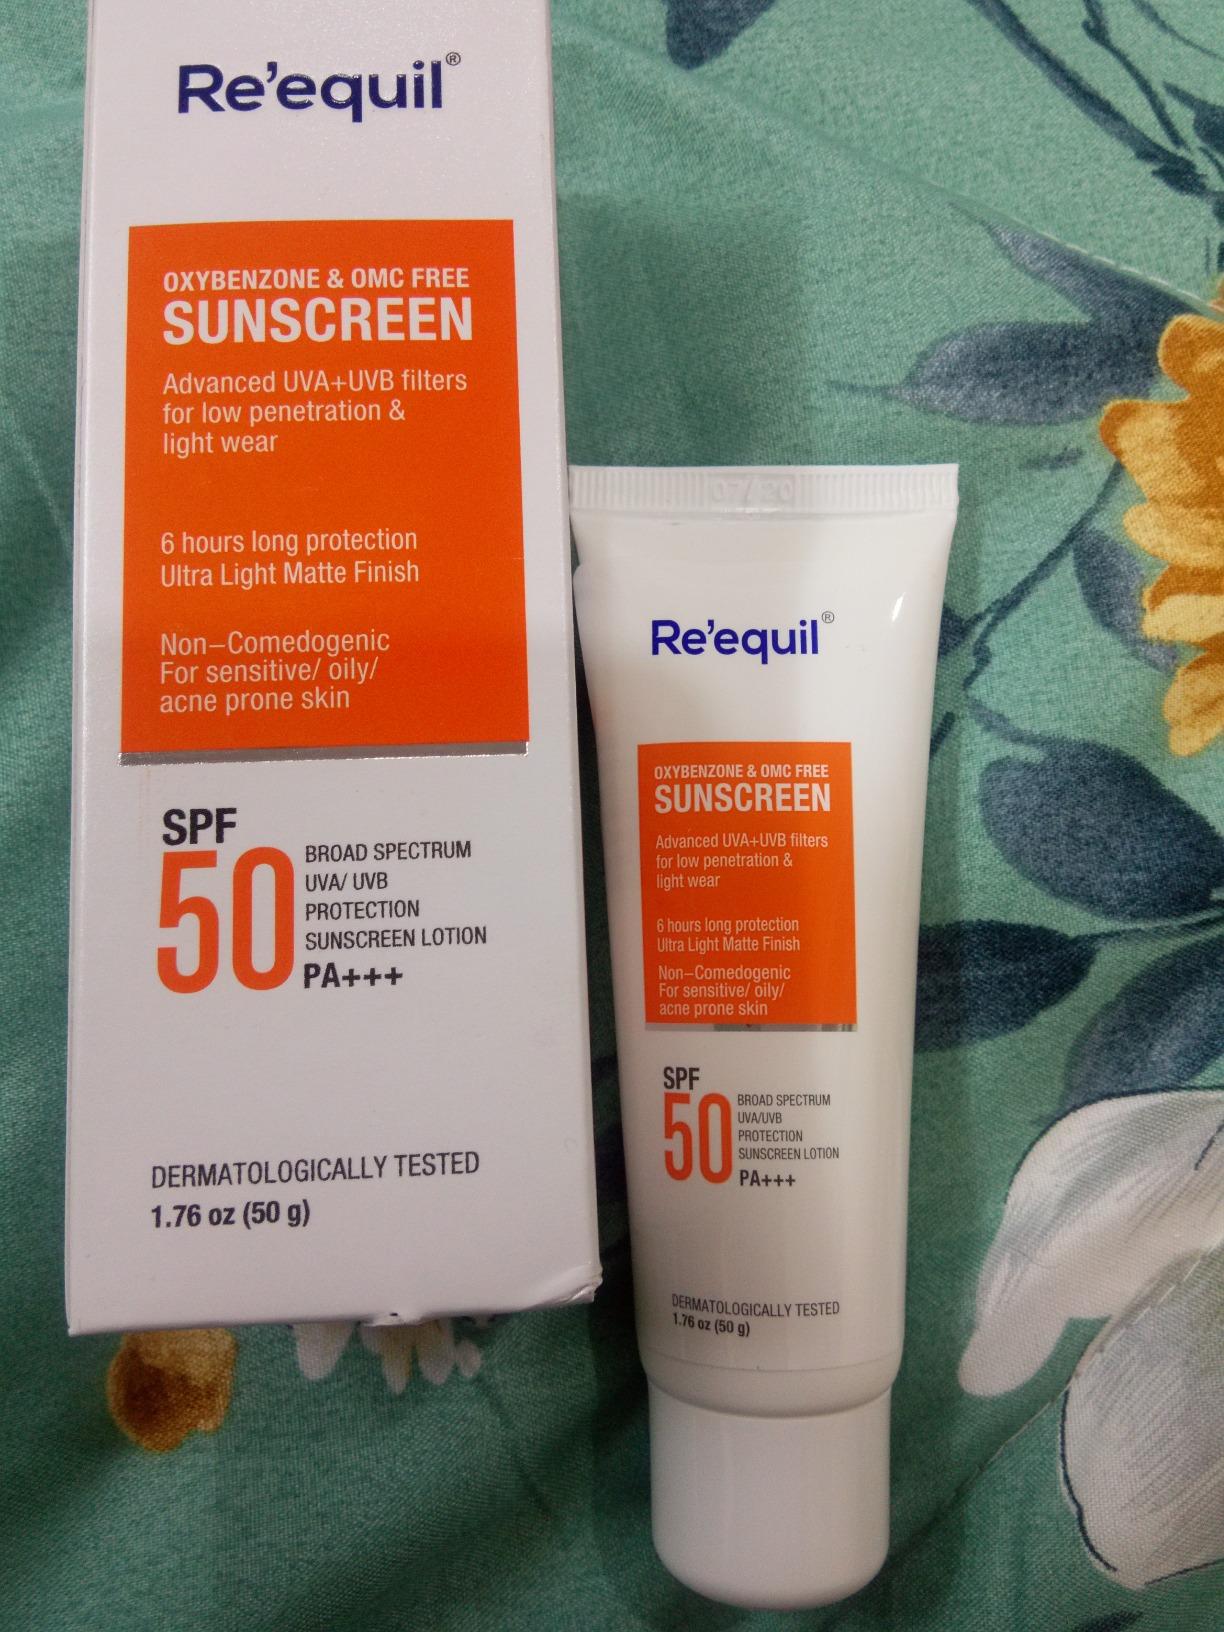 Re'equil®
OXYBENZONE & OMC FREE
SUNSCREEN
Advanced UVA+UVB filters
for low penetration &
light wear
6 hours long protection
Ultra Light Matte Finish
Non–Comedogenic
For sensitive/ oily/
acne prone skin
SPF
50
BROAD SPECTRUM
UVA/ UVB
PROTECTION
SUNSCREEN LOTION
PA+++
DERMATOLOGICALLY TESTED
1.76 oz (50 g)
07/20
Re'equil®
OXYBENZONE & OMC FREE
SUNSCREEN
Advanced UVA+UVB filters
for low penetration &
light wear
6 hours long protection
Ultra Light Matte Finish
Non–Comedogenic
For sensitive/ oily/
acne prone skin
SPF
50
BROAD SPECTRUM
UVA/UVB
PROTECTION
SUNSCREEN LOTION
PA+++
DERMATOLOGICALLY TESTED
1.76 oz (50 g)